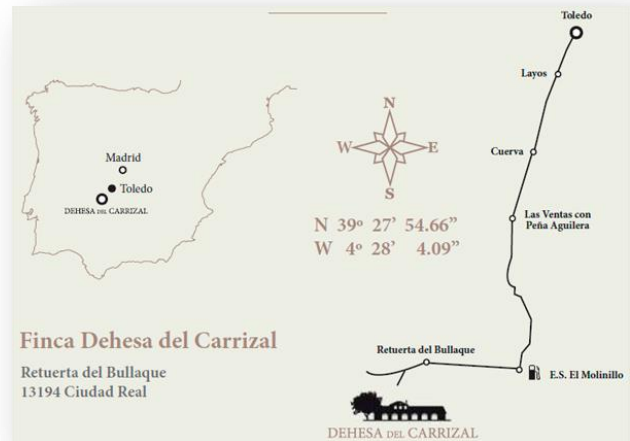 Toledo
Layos
Cuerva
Las Ventas con
Peña Aguilera
Retuerta del Bullaque
E.S. El Molinillo
Madrid
Toledo
DEHESA DEL CARRIZAL
N
W E
S
N 39º 27’ 54.66”
W 4º 28’ 4.09”
Finca Dehesa del Carrizal
Retuerta del Bullaque
13194 Ciudad Real
DEHESA DEL CARRIZAL